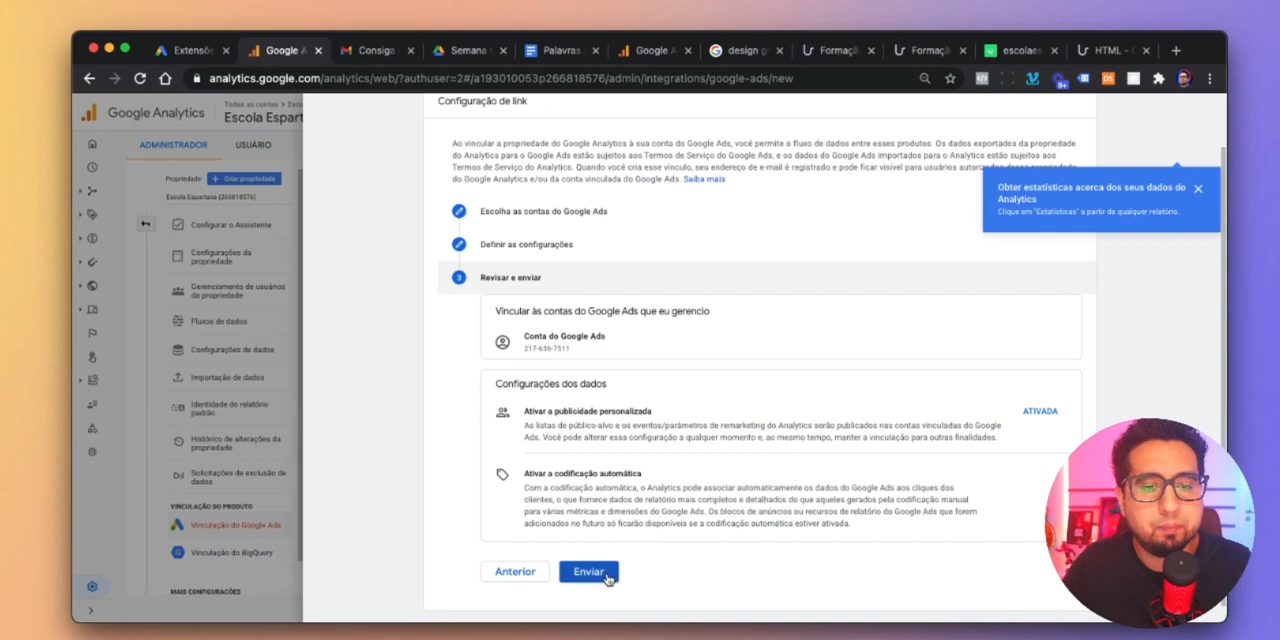 Extensõe
Google A
Consiga
Semana
Palavras
Google A
design g
Formaçã
Formaçã
escolaes
HTML - 
analytics.google.com/analytics/web/?authuser=2#/a193010053p266818576/admin/integrations/google-ads/new
9+
DS
Google Analytics
Todas as contas > Esco
Escola Espart
ADMINISTRADOR
USUÁRIO
Propriedade
+ Criar propriedade
Escola Espartana (266818576)
Configurar o Assistente
Configurações da
propriedade
Gerenciamento de usuários
da propriedade
Fluxos de dados
Configurações de dados
Importação de dados
Identidade do relatório
padrão
Histórico de alterações da
propriedade
Dd
Solicitações de exclusão de
dados
VINCULAÇÃO DO PRODUTO
Vinculação do Google Ads
Vinculação do BigQuery
MAIS CONFIGURAÇÕES
Configuração de link
Ao vincular a propriedade do Google Analytics à sua conta do Google Ads, você permite o fluxo de dados entre esses produtos. Os dados exportados da propriedade
do Analytics para o Google Ads estão sujeitos aos Termos de Serviço do Google Ads, e os dados do Google Ads importados para o Analytics estão sujeitos aos
Termos de Serviço do Analytics. Quando você cria esse vínculo, seu endereço de e-mail é registrado e pode ficar visível para usuários autorizados dessa
do Google Analytics e/ou da conta vinculada do Google Ads. Saiba mais
Obter estatísticas acerca dos seus dados do
Analytics
Clique em "Estatísticas" a partir de qualquer relatório.
Escolha as contas do Google Ads
Definir as configurações
3
Revisar e enviar
Vincular às contas do Google Ads que eu gerencio
Conta do Google Ads
217-636-7511
Configurações dos dados
Ativar a publicidade personalizada
ATIVADA
As listas de público-alvo e os eventos/parâmetros de remarketing do Analytics serão publicados nas contas vinculadas do Google
Ads. Você pode alterar essa configuração a qualquer momento e, ao mesmo tempo, manter a vinculação para outras finalidades.
Ativar a codificação automática
Com a codificação automática, o Analytics pode associar automaticamente os dados do Google Ads aos cliques dos
clientes, o que fornece dados de relatório mais completos e detalhados do que aqueles gerados pela codificação manual
para várias métricas e dimensões do Google Ads. Os blocos de anúncios ou recursos de relatório do Google Ads que forem
adicionados no futuro só ficarão disponíveis se a codificação automática estiver ativada.
Anterior
Enviar